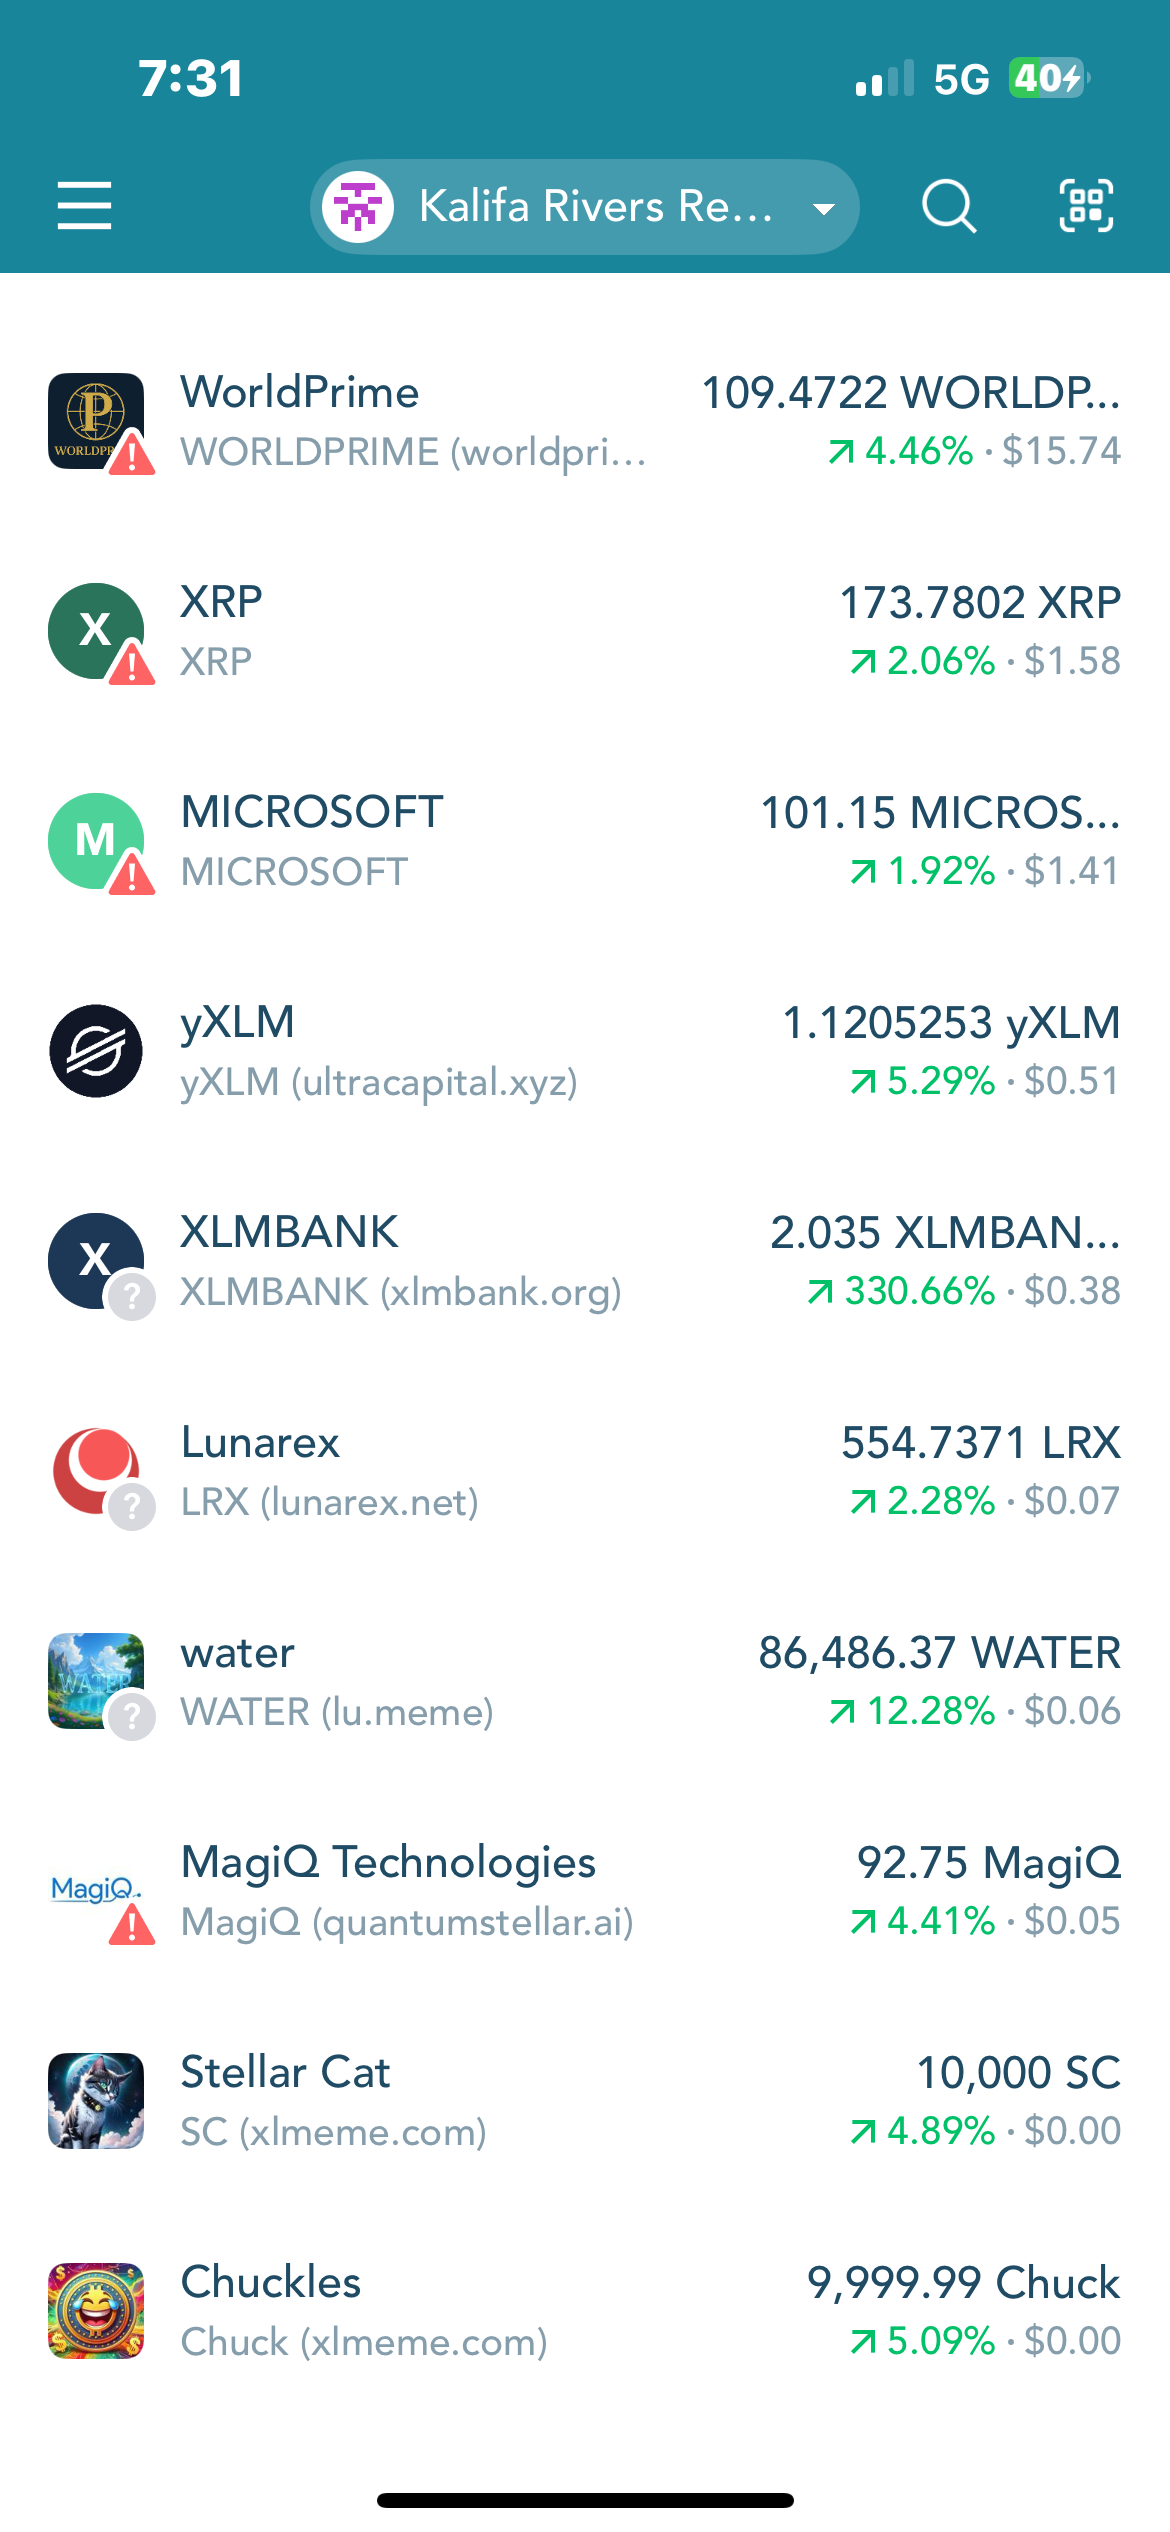 7:31
5G 40
Kalifa Rivers Re...
WorldPrime 109.4722 WORLDP...
WORLDPRIME (worldpri... 4.46% · $15.74
XRP 173.7802 XRP
XRP 2.06% · $1.58
MICROSOFT 101.15 MICROS...
MICROSOFT 1.92% · $1.41
yXLM 1.1205253 yXLM
yXLM (ultracapital.xyz) 5.29% · $0.51
XLMBANK 2.035 XLMBAN...
XLMBANK (xlmbank.org) 330.66% · $0.38
Lunarex 554.7371 LRX
LRX (lunarex.net) 2.28% · $0.07
WATER
water 86,486.37 WATER
WATER (lu.meme) 12.28% · $0.06
MagiQ
MagiQ Technologies 92.75 MagiQ
MagiQ (quantumstellar.ai) 4.41% · $0.05
Stellar Cat 10,000 SC
SC (xlmeme.com) 4.89% · $0.00
Chuckles 9,999.99 Chuck
Chuck (xlmeme.com) 5.09% · $0.00